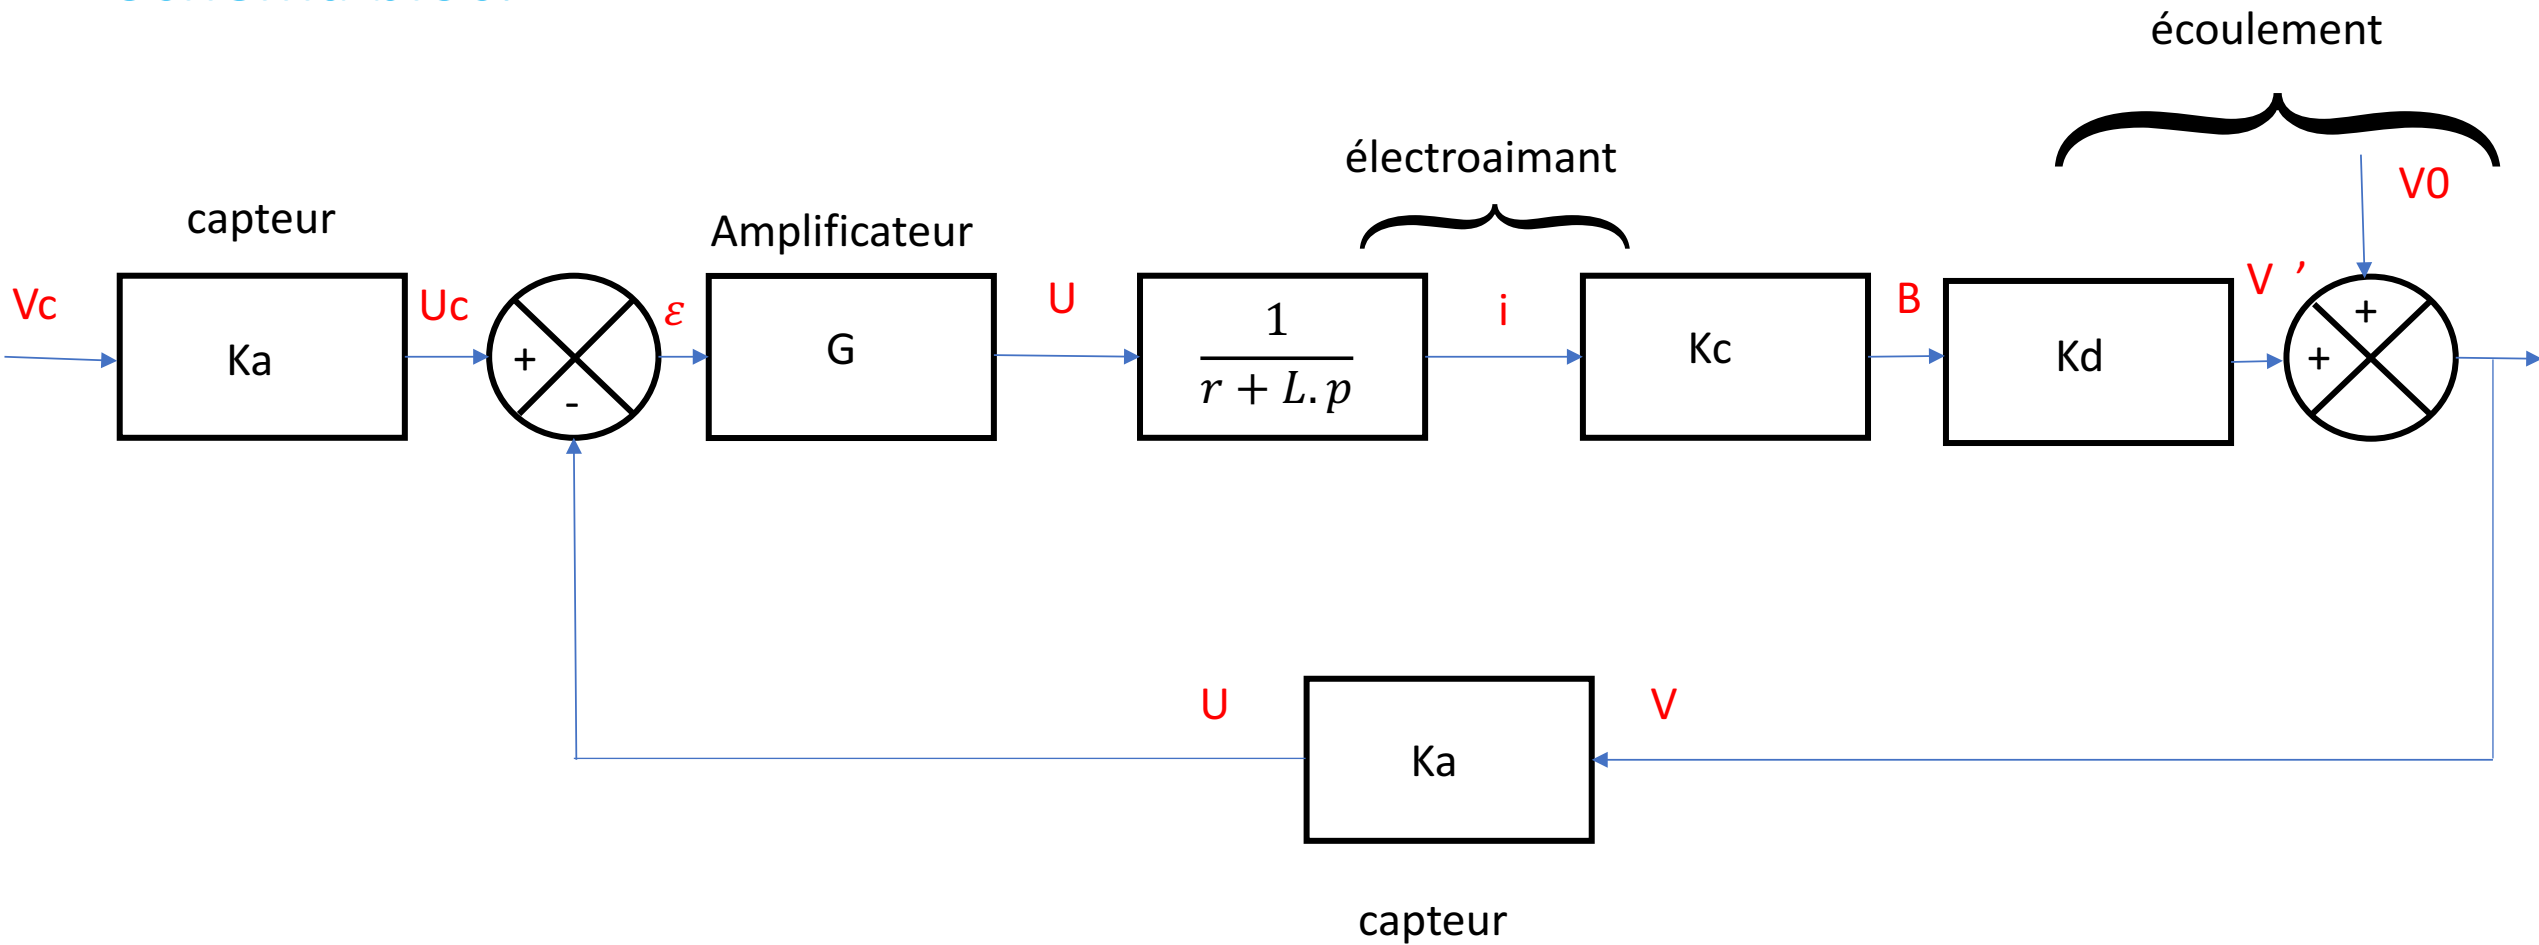 écoulement
électroaimant
V0
capteur
Amplificateur
Vc
Ka
Uc
+
-
ε
G
U
1
r + L. p
i
Kc
B
Kd
V ’
+
+
U
Ka
V
capteur